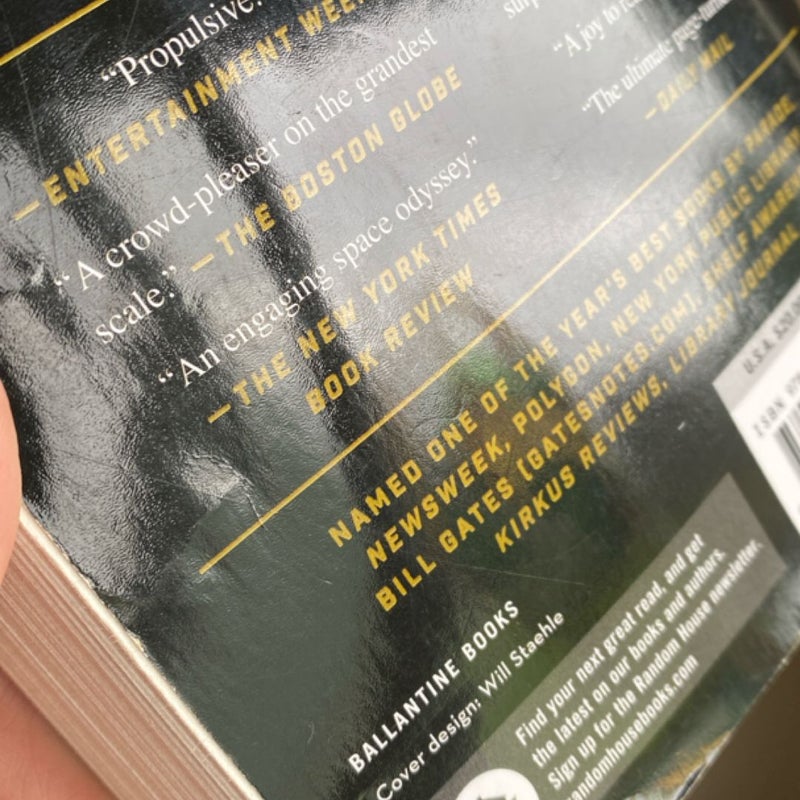 “Propulsive.
—ENTERTAINMENT WEE
“A crowd-pleaser on the grandest
scale.” —THE BOSTON GLOBE
“An engaging space odyssey.”
—THE NEW YORK TIMES
BOOK REVIEW
“A joy to
“The ultimate page-turne
—DAILY MAIL
NAMED ONE OF THE YEAR'S BEST BOOKS BY PARADE,
NEWSWEEK, POLYGON, NEW YORK PUBLIC LIBRARY,
BILL GATES (GATESNOTES.COM), SHELF AWAREN
KIRKUS REVIEWS, LIBRARY JOURNAL
U.S.A.
ISBN
BALLANTINE BOOKS
Cover design: Will Staehle
Find your next great read, and get
the latest on our books and authors.
Sign up for the Random House newsletter.
andomhousebooks.com